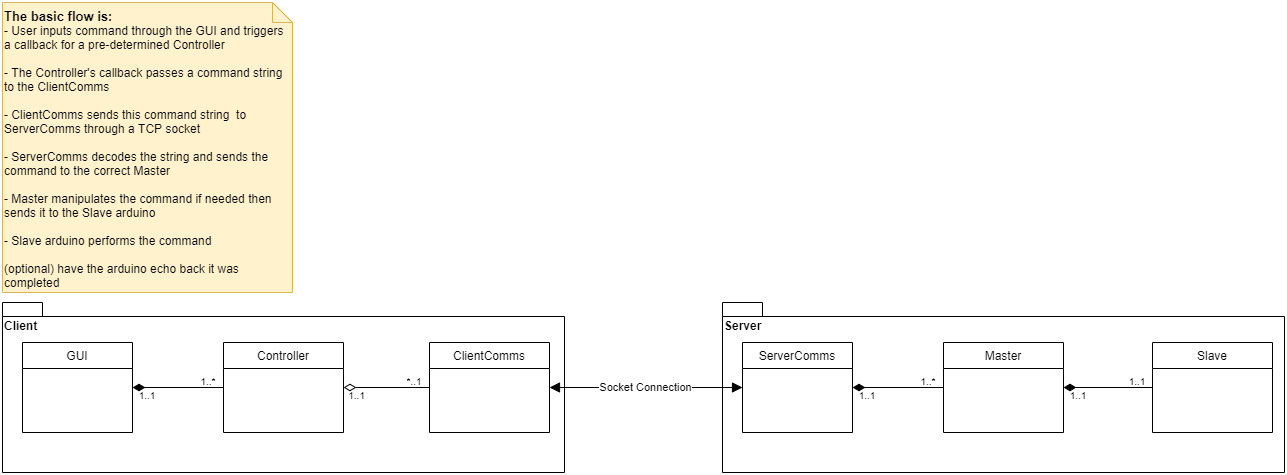 The basic flow is:
- User inputs command through the GUI and triggers
a callback for a pre-determined Controller
- The Controller's callback passes a command string
to the ClientComms
- ClientComms sends this command string  to
ServerComms through a TCP socket
- ServerComms decodes the string and sends the
command to the correct Master
- Master manipulates the command if needed then
sends it to the Slave arduino
- Slave arduino performs the command
(optional) have the arduino echo back it was
completed
Client
GUI
1..1
1..*
Controller
1..1
*..1
ClientComms
Socket Connection
Server
ServerComms
1..1
1..*
Master
1..1
1..1
Slave